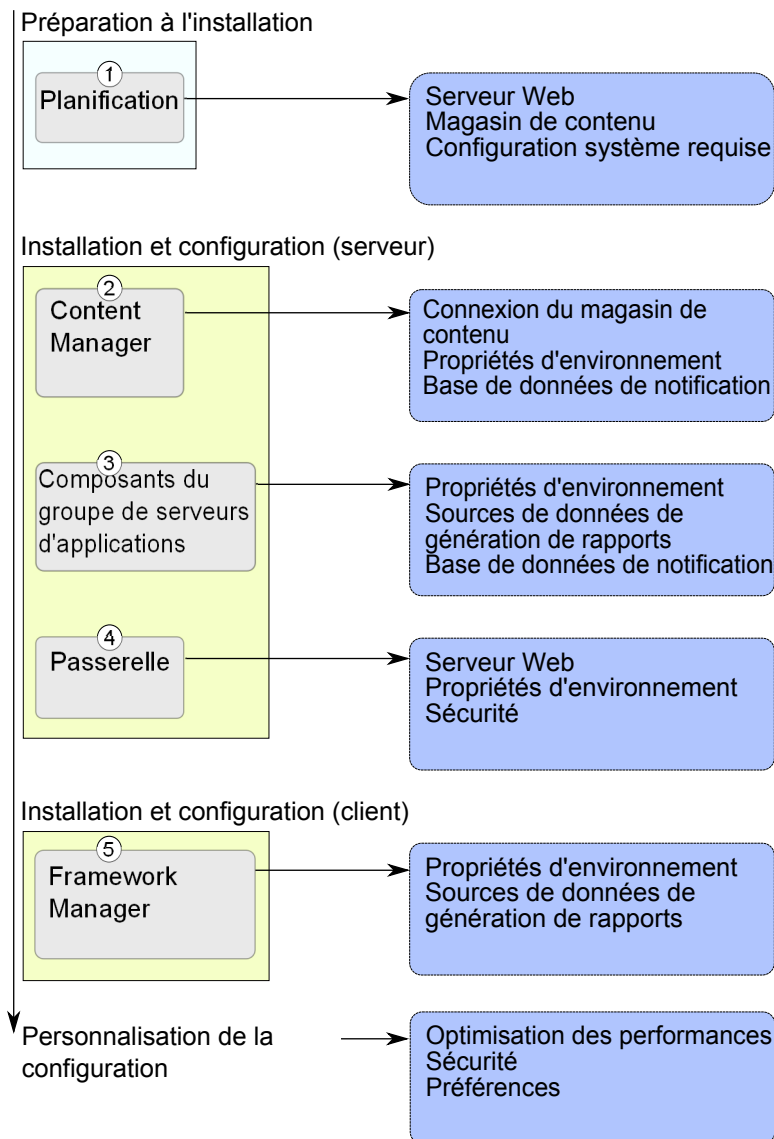 Préparation à l'installation
1
Planification
Serveur Web
Magasin de contenu
Configuration système requise
Installation et configuration (serveur)
2
Content
Manager
Connexion du magasin de
contenu
Propriétés d'environnement
Base de données de notification
3
Composants du
groupe de serveurs
d'applications
Propriétés d'environnement
Sources de données de
génération de rapports
Base de données de notification
4
Passerelle
Serveur Web
Propriétés d'environnement
Sécurité
Installation et configuration (client)
5
Framework
Manager
Propriétés d'environnement
Sources de données de
génération de rapports
Personnalisation de la
configuration
Optimisation des performances
Sécurité
Préférences